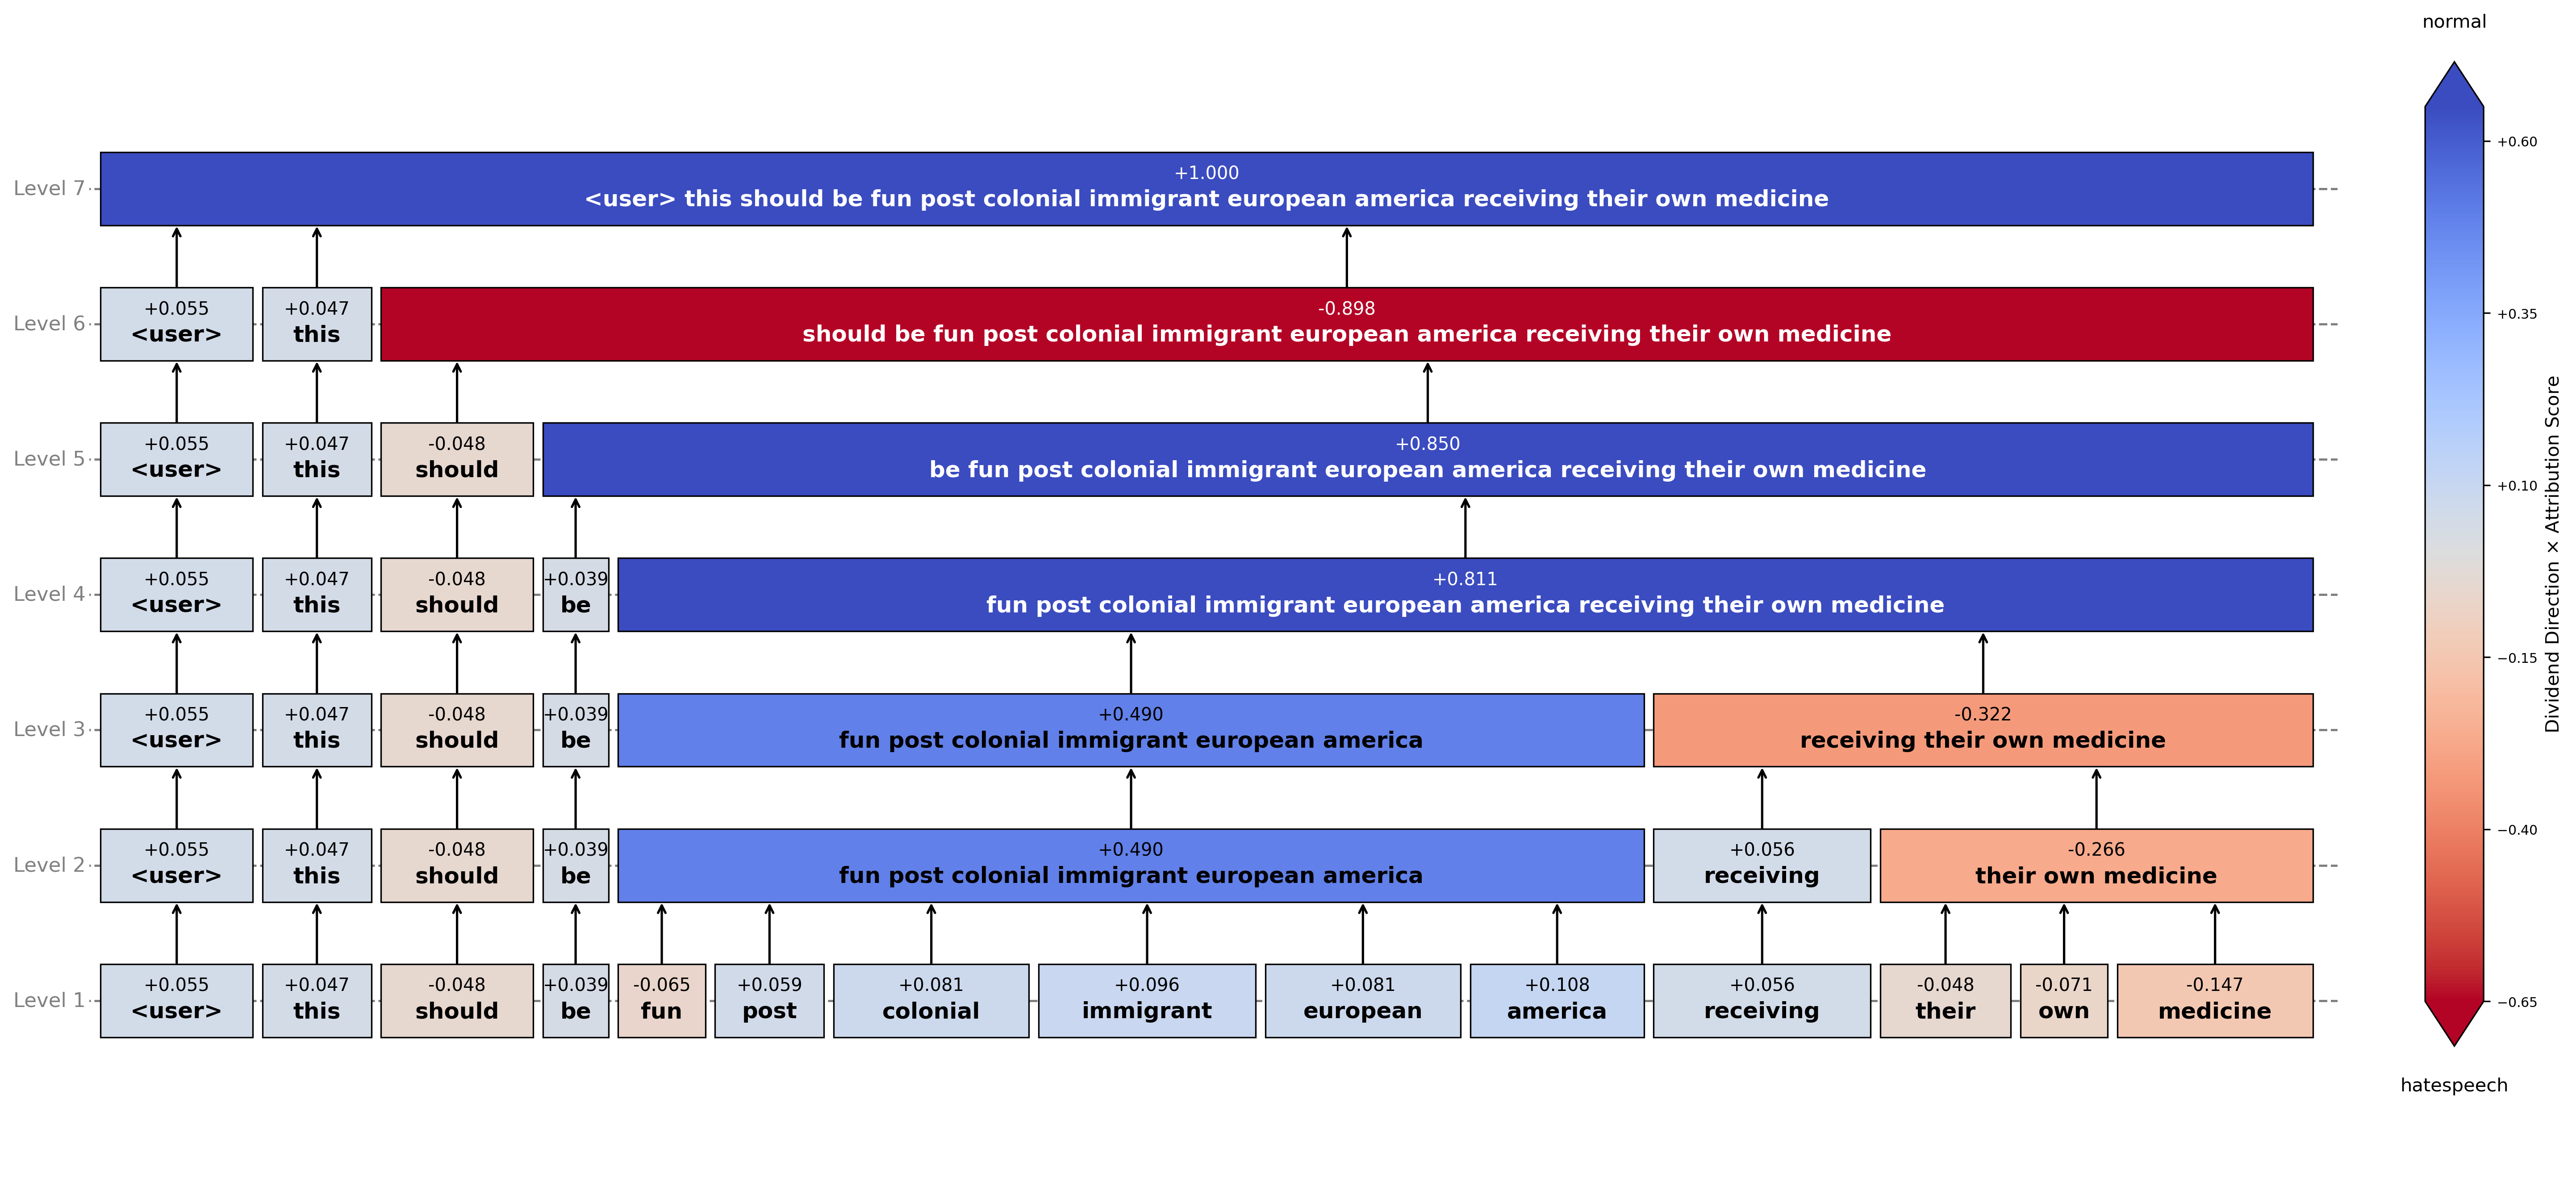 normal
Level 7
+1.000
<user> this should be fun post colonial immigrant european america receiving their own medicine
Level 6
+0.055
<user>
+0.047
this
-0.898
should be fun post colonial immigrant european america receiving their own medicine
Level 5
+0.055
<user>
+0.047
this
-0.048
should
+0.850
be fun post colonial immigrant european america receiving their own medicine
Level 4
+0.055
<user>
+0.047
this
-0.048
should
+0.039
be
+0.811
fun post colonial immigrant european america receiving their own medicine
Level 3
+0.055
<user>
+0.047
this
-0.048
should
+0.039
be
+0.490
fun post colonial immigrant european america
-0.322
receiving their own medicine
Level 2
+0.055
<user>
+0.047
this
-0.048
should
+0.039
be
+0.490
fun post colonial immigrant european america
+0.056
receiving
-0.266
their own medicine
Level 1
+0.055
<user>
+0.047
this
-0.048
should
+0.039
be
-0.065
fun
+0.059
post
+0.081
colonial
+0.096
immigrant
+0.081
european
+0.108
america
+0.056
receiving
-0.048
their
-0.071
own
-0.147
medicine
+0.60
+0.35
+0.10
−0.15
−0.40
−0.65
Dividend Direction × Attribution Score
hatespeech